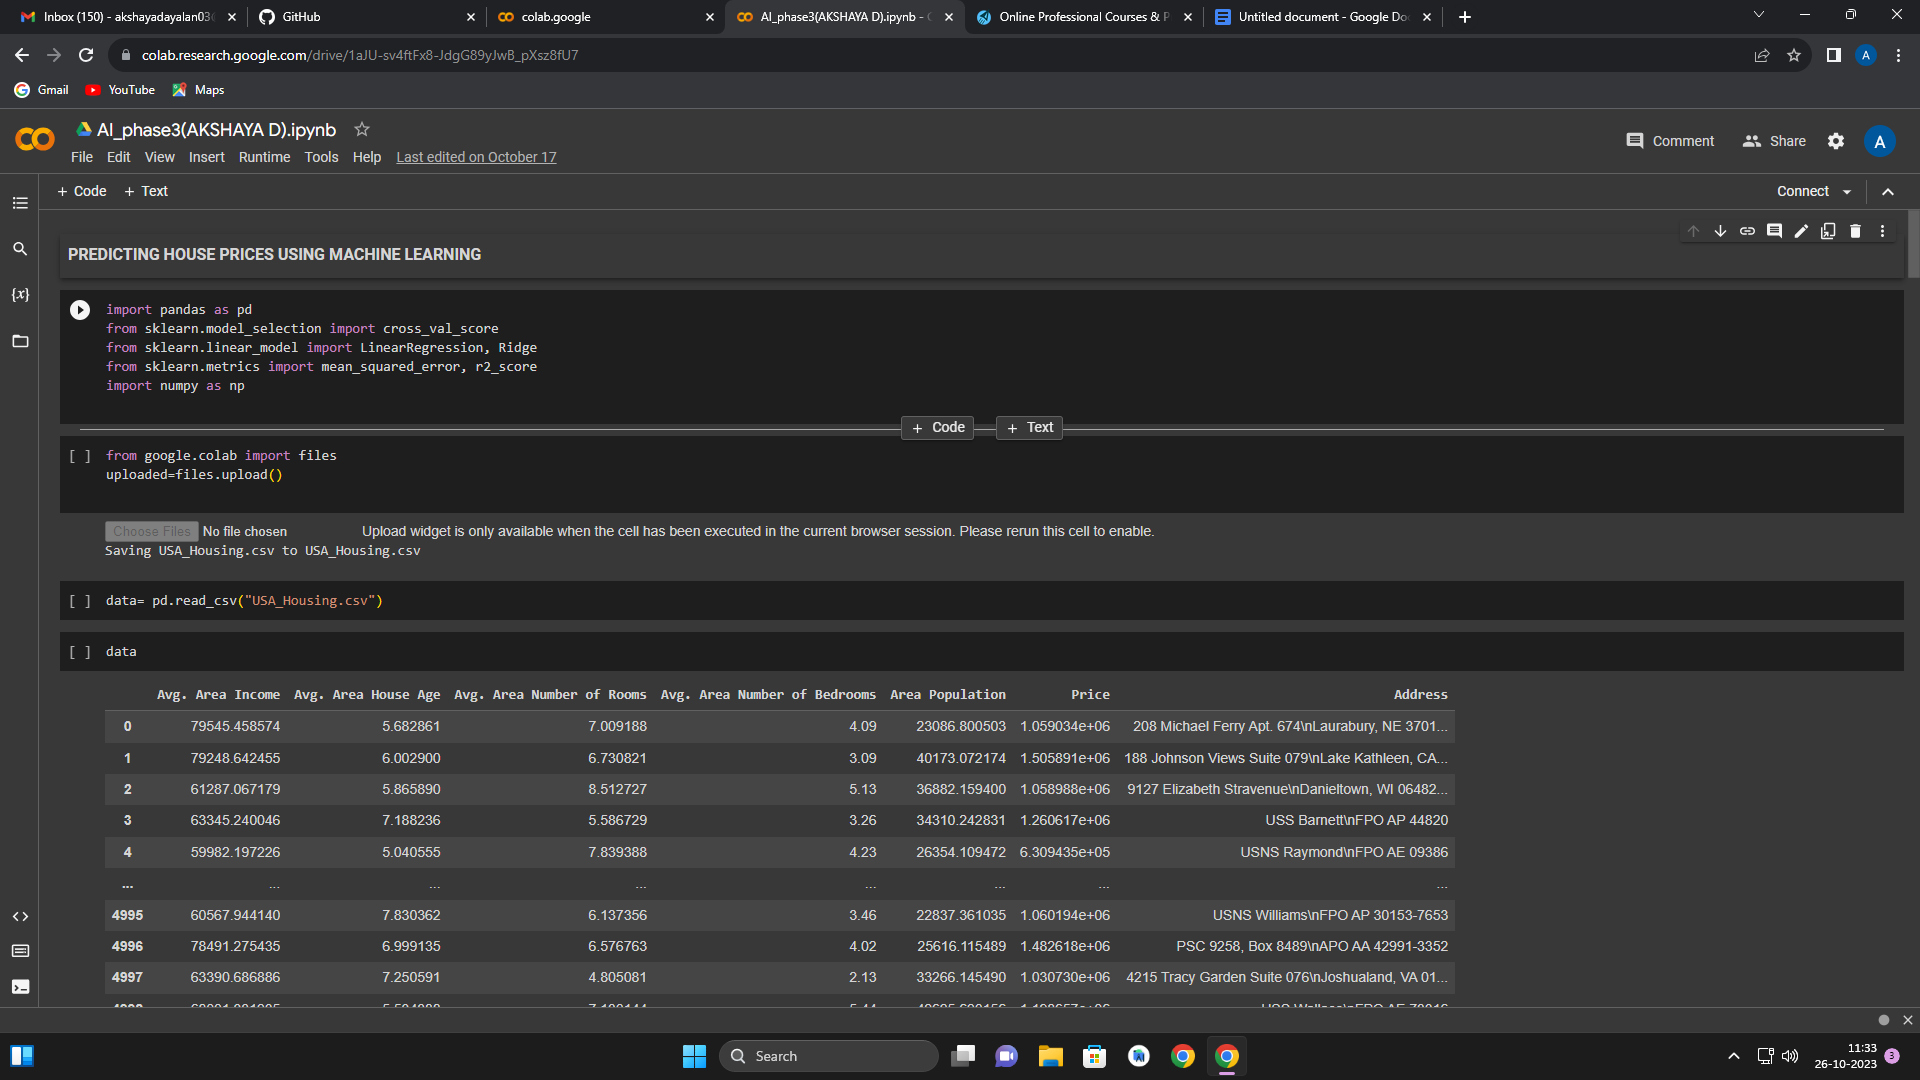 Inbox (150) - akshayadayalan03@
GitHub
colab.google
AI_phase3(AKSHAYA D).ipynb - C
Online Professional Courses & P
Untitled document - Google Do
colab.research.google.com/drive/1aJU-sv4ftFx8-JdgG89yJwB_pXsz8fU7
A
Gmail YouTube Maps
AI_phase3(AKSHAYA D).ipynb
File Edit View Insert Runtime Tools Help Last edited on October 17
Comment Share A
+ Code + Text
Connect
{x}
PREDICTING HOUSE PRICES USING MACHINE LEARNING
import pandas as pd
from sklearn.model_selection import cross_val_score
from sklearn.linear_model import LinearRegression, Ridge
from sklearn.metrics import mean_squared_error, r2_score
import numpy as np
+ Code + Text
[ ] from google.colab import files
uploaded=files.upload()
Choose Files No file chosen Upload widget is only available when the cell has been executed in the current browser session. Please rerun this cell to enable.
Saving USA_Housing.csv to USA_Housing.csv
[ ] data= pd.read_csv("USA_Housing.csv")
[ ] data
Avg. Area Income Avg. Area House Age Avg. Area Number of Rooms Avg. Area Number of Bedrooms Area Population Price Address
0 79545.458574 5.682861 7.009188 4.09 23086.800503 1.059034e+06 208 Michael Ferry Apt. 674\nLaurabury, NE 3701...
1 79248.642455 6.002900 6.730821 3.09 40173.072174 1.505891e+06 188 Johnson Views Suite 079\nLake Kathleen, CA...
2 61287.067179 5.865890 8.512727 5.13 36882.159400 1.058988e+06 9127 Elizabeth Stravenue\nDanieltown, WI 06482...
3 63345.240046 7.188236 5.586729 3.26 34310.242831 1.260617e+06 USS Barnett\nFPO AP 44820
4 59982.197226 5.040555 7.839388 4.23 26354.109472 6.309435e+05 USNS Raymond\nFPO AE 09386
... ... ... ... ... ... ... ...
4995 60567.944140 7.830362 6.137356 3.46 22837.361035 1.060194e+06 USNS Williams\nFPO AP 30153-7653
4996 78491.275435 6.999135 6.576763 4.02 25616.115489 1.482618e+06 PSC 9258, Box 8489\nAPO AA 42991-3352
4997 63390.686886 7.250591 4.805081 2.13 33266.145490 1.030730e+06 4215 Tracy Garden Suite 076\nJoshualand, VA 01...
Search
11:33
26-10-2023
3